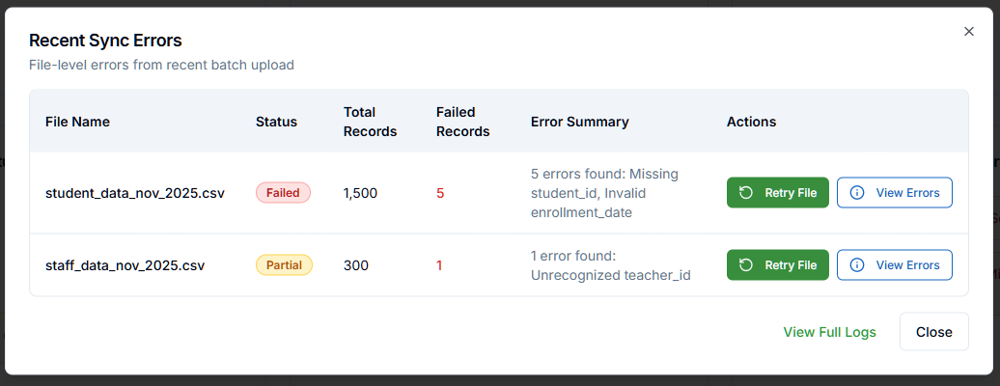 Recent Sync Errors
File-level errors from recent batch upload
File Name
Status
Total
Records
Failed
Records
Error Summary
Actions
student_data_nov_2025.csv
Failed
1,500
5
5 errors found: Missing
student_id, Invalid
enrollment_date
Retry File
View Errors
staff_data_nov_2025.csv
Partial
300
1
1 error found:
Unrecognized teacher_id
Retry File
View Errors
View Full Logs
Close